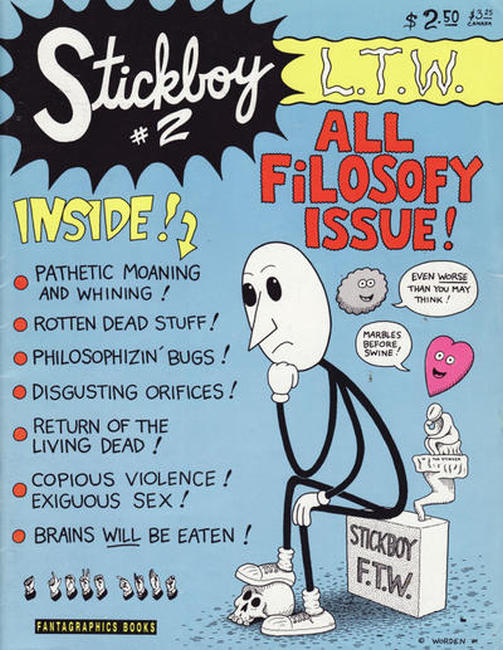 $2.50 $3.25
CANADA
Stickboy
#2
L.T.W.
ALL
FiLOSOFY
ISSUE!
INSIDE!
PATHETIC MOANING
AND WHINING!
ROTTEN DEAD STUFF!
PHILOSOPHIZIN' BUGS!
DISGUSTING ORIFICES!
RETURN OF THE
LIVING DEAD!
COPIOUS VIOLENCE!
EXIGUOUS SEX!
BRAINS WILL BE EATEN!
EVEN WORSE
THAN YOU MAY
THINK!
MARBLES
BEFORE
SWINE!
STICKBOY
F.T.W.
FANTAGRAPHICS BOOKS
© WORDEN